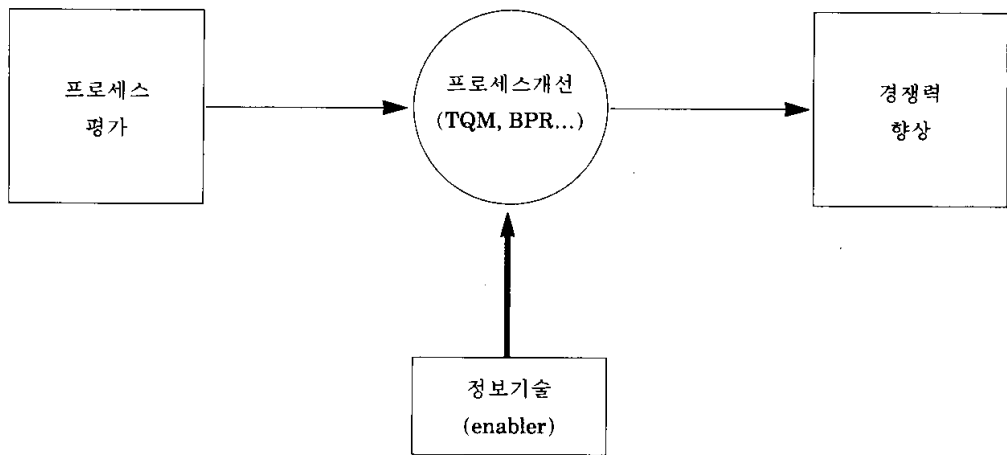 프로세스
평가
프로세스개선
(TQM, BPR...)
경쟁력
향상
정보기술
(enabler)